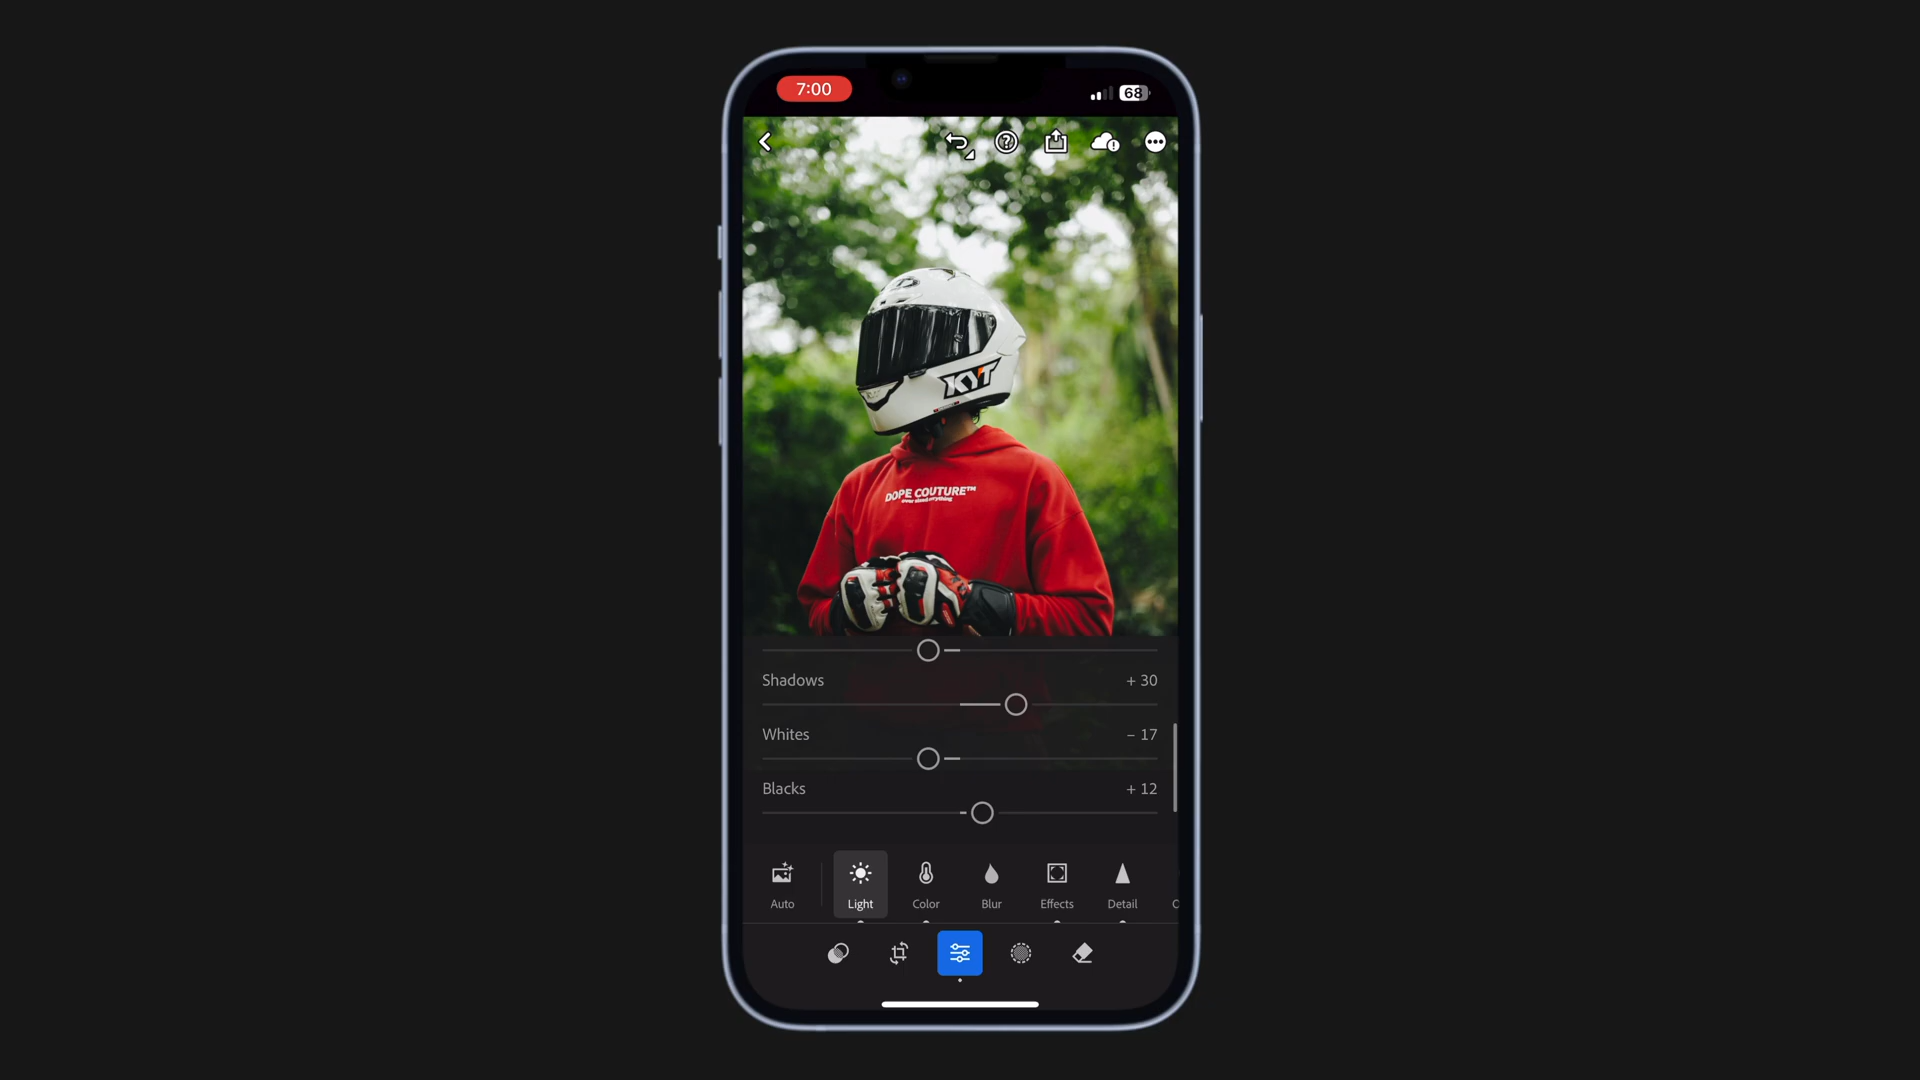 7:00
68
KYT
DOPE COUTURE™
Shadows + 30
Whites – 17
Blacks + 12
Auto Light Color Blur Effects Detail